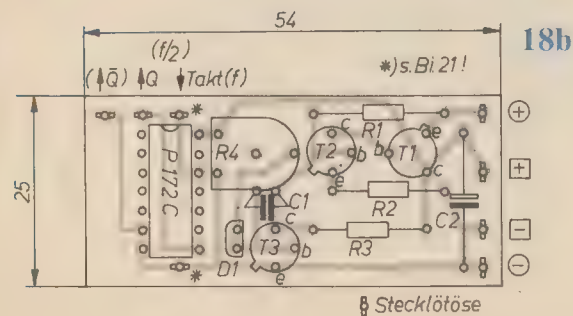 54
18b
(f/2)
(Q̄) Q Takt(f)
*) s. Bi. 21!
*
25
P 172 C
R4
C1
D1
c
T2
b
e
R1
e
T1
b
c
R2
C2
c
T3
b
e
R3
+
+
−
−
*
Stecklötöse